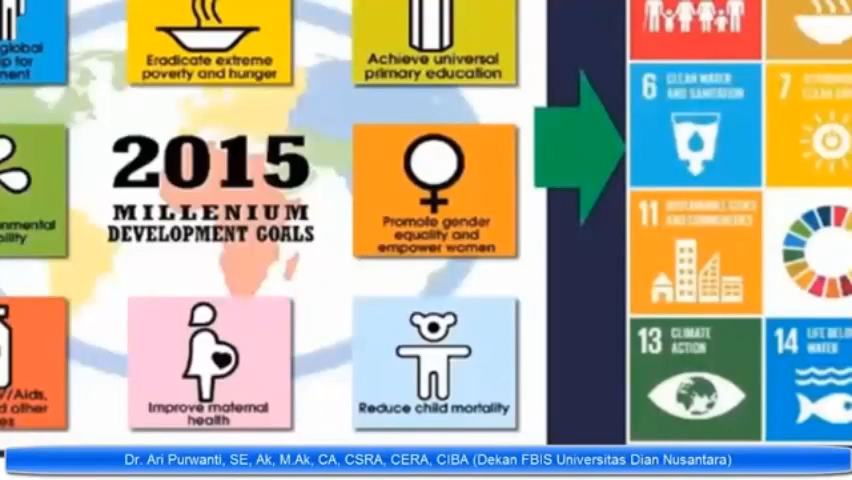 global
p for
ment
Eradicate extreme
poverty and hunger
Achieve universal
primary education
2015
MILLENIUM
DEVELOPMENT GOALS
onmental
bility
Promote gender
equality and
empower women
V/Aids,
d other
es
Improve maternal
health
Reduce child mortality
6 CLEAN WATER
AND SANITATION
7
11 SUSTAINABLE CITIES
AND COMMUNITIES
13 CLIMATE
ACTION
14 LIFE BELOW
WATER
Dr. Ari Purwanti, SE, Ak, M.Ak, CA, CSRA, CERA, CIBA (Dekan FBIS Universitas Dian Nusantara)